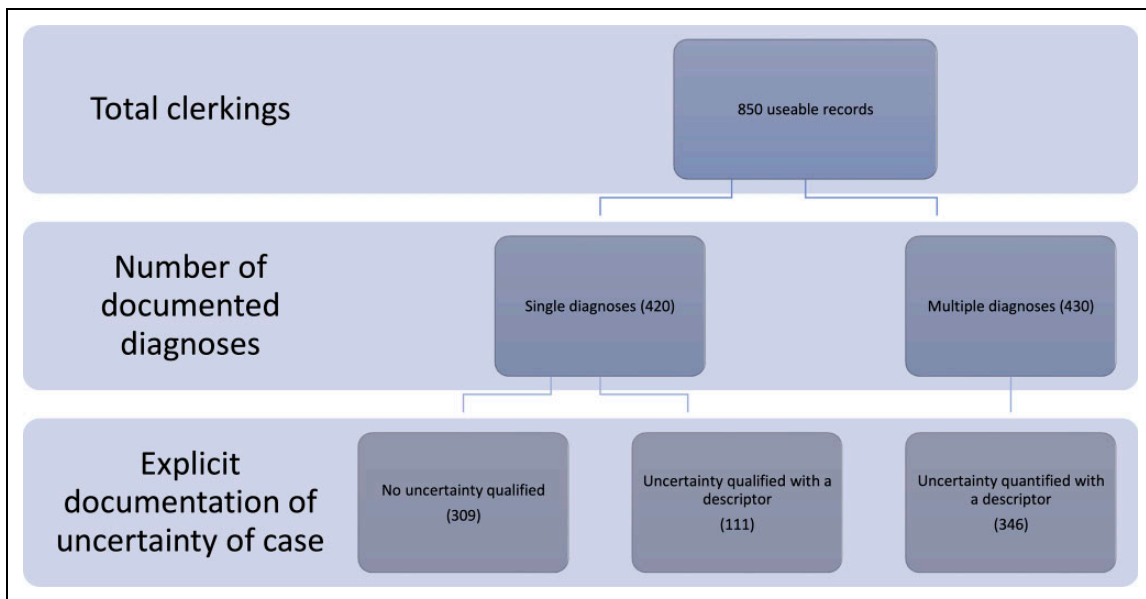 Total clerkings
850 useable records
Number of
documented
diagnoses
Single diagnoses (420)
Multiple diagnoses (430)
Explicit
documentation of
uncertainty of case
No uncertainty qualified
(309)
Uncertainty qualified with a
descriptor
(111)
Uncertainty quantified with
a descriptor
(346)